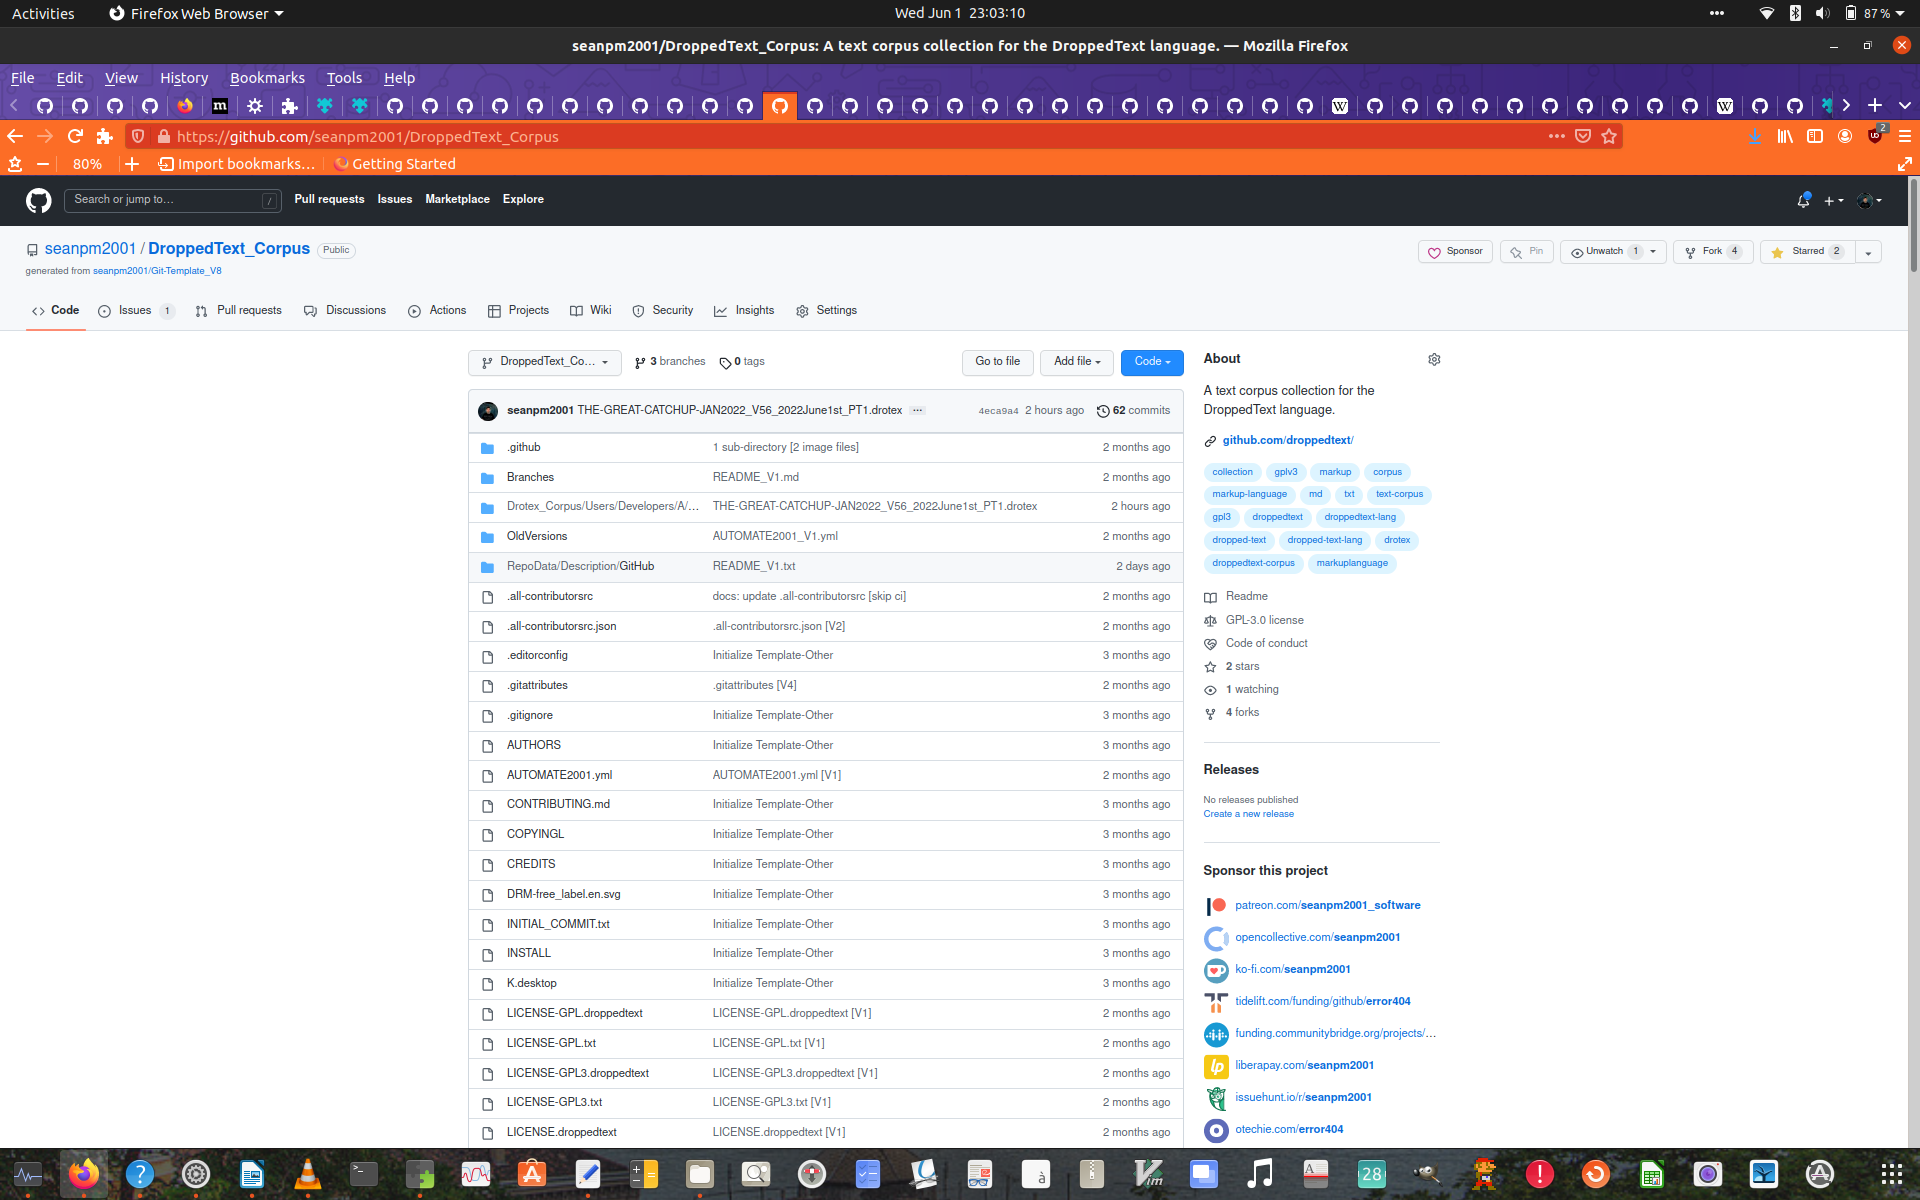 Activities
Firefox Web Browser
Wed Jun 1 23:03:10
87 %
seanpm2001/DroppedText_Corpus: A text corpus collection for the DroppedText language. — Mozilla Firefox
File Edit View History Bookmarks Tools Help
https://github.com/seanpm2001/DroppedText_Corpus
2
80%
Import bookmarks…
Getting Started
Search or jump to…
/
Pull requests Issues Marketplace Explore
seanpm2001 / DroppedText_Corpus Public
generated from seanpm2001/Git-Template_V8
Sponsor
Pin
Unwatch 1
Fork 4
Starred 2
Code
Issues 1
Pull requests
Discussions
Actions
Projects
Wiki
Security
Insights
Settings
DroppedText_Co…
3 branches
0 tags
Go to file
Add file
Code
seanpm2001 THE-GREAT-CATCHUP-JAN2022_V56_2022June1st_PT1.drotex …
4eca9a4 2 hours ago
62 commits
.github 1 sub-directory [2 image files] 2 months ago
Branches README_V1.md 2 months ago
Drotex_Corpus/Users/Developers/A/… THE-GREAT-CATCHUP-JAN2022_V56_2022June1st_PT1.drotex 2 hours ago
OldVersions AUTOMATE2001_V1.yml 2 months ago
RepoData/Description/GitHub README_V1.txt 2 days ago
.all-contributorsrc docs: update .all-contributorsrc [skip ci] 2 months ago
.all-contributorsrc.json .all-contributorsrc.json [V2] 2 months ago
.editorconfig Initialize Template-Other 3 months ago
.gitattributes .gitattributes [V4] 2 months ago
.gitignore Initialize Template-Other 3 months ago
AUTHORS Initialize Template-Other 3 months ago
AUTOMATE2001.yml AUTOMATE2001.yml [V1] 2 months ago
CONTRIBUTING.md Initialize Template-Other 3 months ago
COPYINGL Initialize Template-Other 3 months ago
CREDITS Initialize Template-Other 3 months ago
DRM-free_label.en.svg Initialize Template-Other 3 months ago
INITIAL_COMMIT.txt Initialize Template-Other 3 months ago
INSTALL Initialize Template-Other 3 months ago
K.desktop Initialize Template-Other 3 months ago
LICENSE-GPL.droppedtext LICENSE-GPL.droppedtext [V1] 2 months ago
LICENSE-GPL.txt LICENSE-GPL.txt [V1] 2 months ago
LICENSE-GPL3.droppedtext LICENSE-GPL3.droppedtext [V1] 2 months ago
LICENSE-GPL3.txt LICENSE-GPL3.txt [V1] 2 months ago
LICENSE.droppedtext LICENSE.droppedtext [V1] 2 months ago
About
A text corpus collection for the
DroppedText language.
github.com/droppedtext/
collection gplv3 markup corpus
markup-language md txt text-corpus
gpl3 droppedtext droppedtext-lang
dropped-text dropped-text-lang drotex
droppedtext-corpus markuplanguage
Readme
GPL-3.0 license
Code of conduct
2 stars
1 watching
4 forks
Releases
No releases published
Create a new release
Sponsor this project
patreon.com/seanpm2001_software
opencollective.com/seanpm2001
ko-fi.com/seanpm2001
tidelift.com/funding/github/error404
funding.communitybridge.org/projects/…
lp
liberapay.com/seanpm2001
issuehunt.io/r/seanpm2001
otechie.com/error404
28